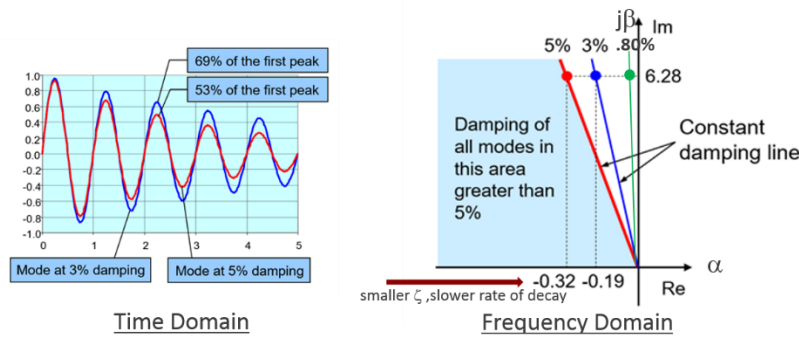 69% of the first peak
53% of the first peak
1.0
0.8
0.6
0.4
0.2
0.0
-0.2
-0.4
-0.6
-0.8
-1.0
0 1 2 3 4 5
Mode at 3% damping
Mode at 5% damping
Time Domain
jβ Im
5% 3% .80%
6.28
Damping of
all modes in
this area
greater than
5%
Constant
damping line
α
-0.32 -0.19
Re
smaller ζ ,slower rate of decay
Frequency Domain